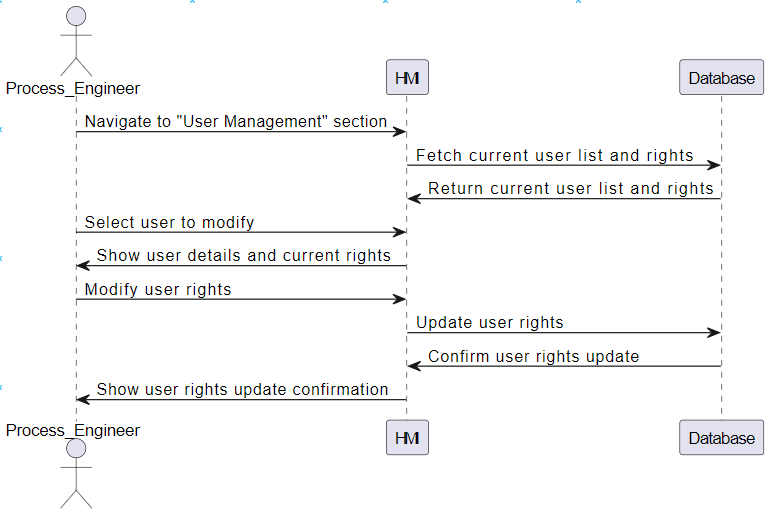 Process_Engineer
HMI
Database
Navigate to "User Management" section
Fetch current user list and rights
Return current user list and rights
Select user to modify
Show user details and current rights
Modify user rights
Update user rights
Confirm user rights update
Show user rights update confirmation
Process_Engineer
HMI
Database